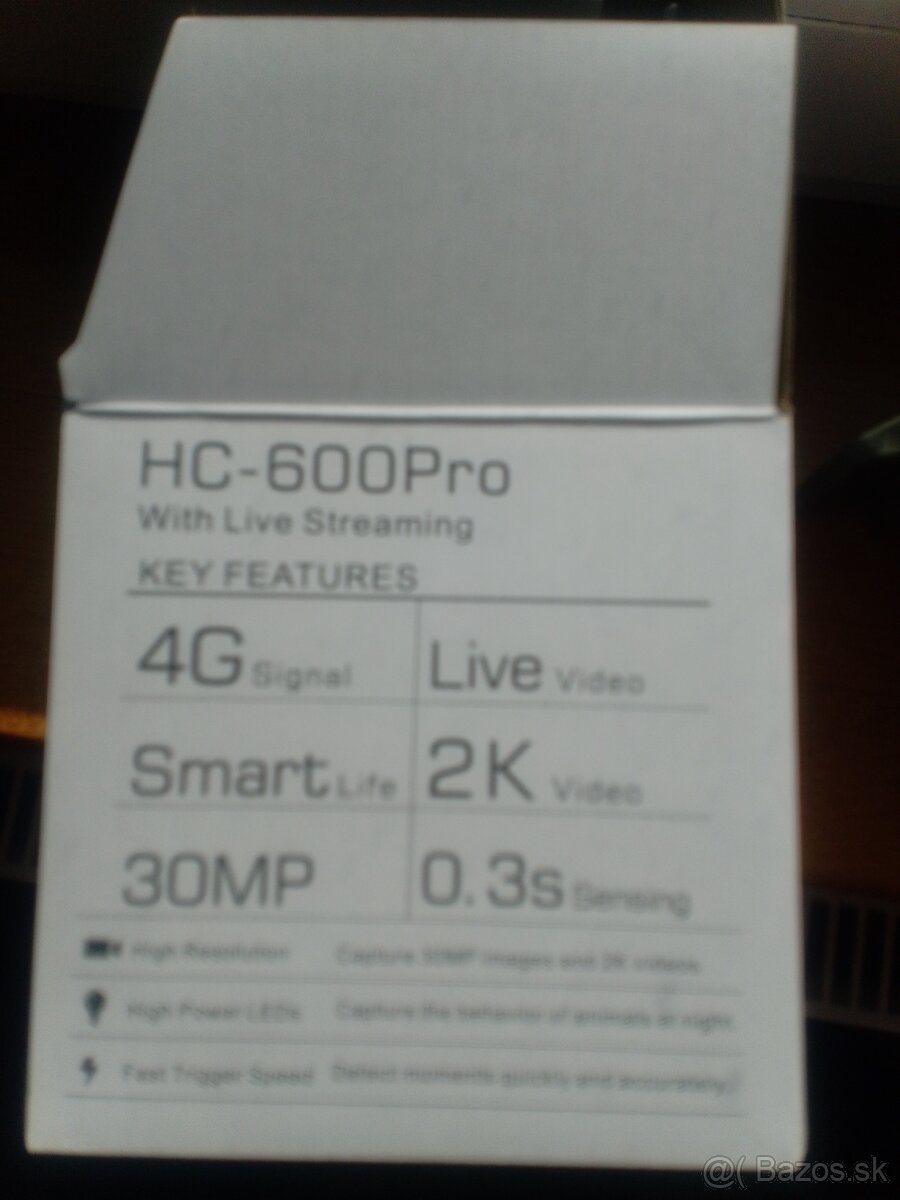 HC-600Pro
With Live Streaming
KEY FEATURES
4G Signal
Live Video
Smart Life
2K Video
30MP
0.3s Sensing
High Resolution Capture 30MP images and 2K videos
High Power LEDs Capture the behavior of animals at night.
Fast Trigger Speed Detect moments quickly and accurately
@( Bazos.sk